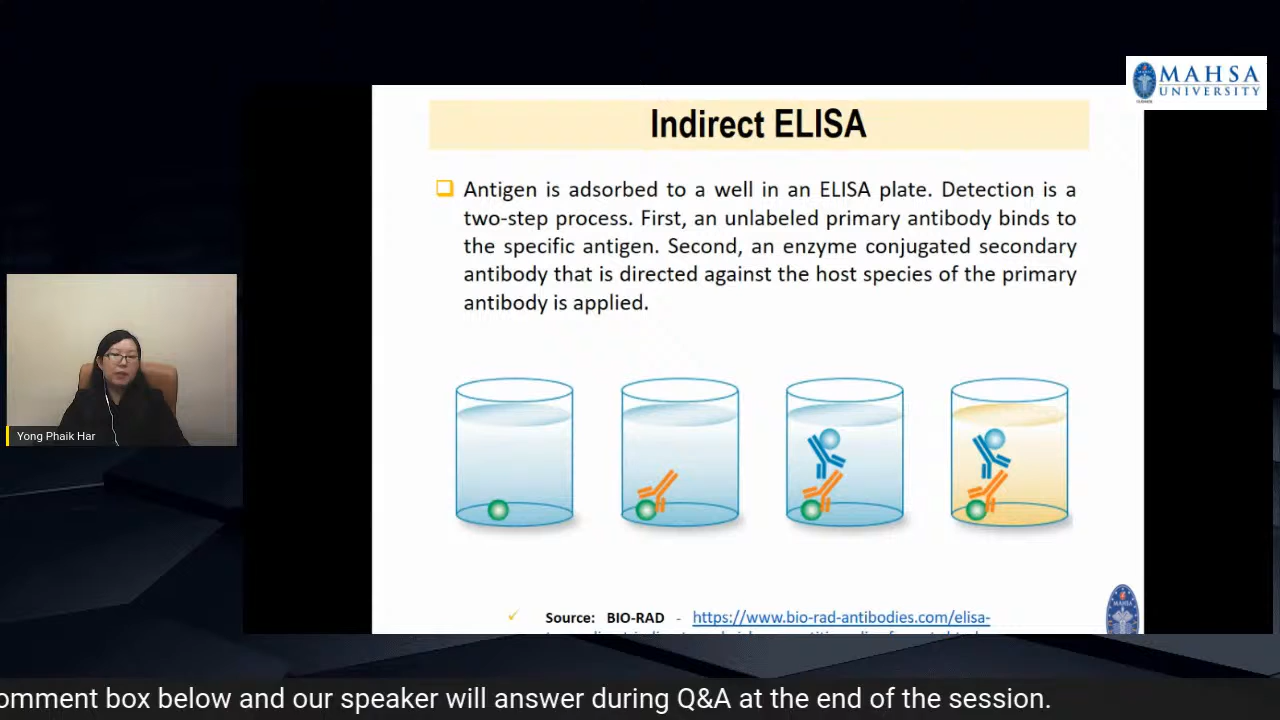 MAHSA
UNIVERSITY
Indirect ELISA
Antigen is adsorbed to a well in an ELISA plate. Detection is a
two-step process. First, an unlabeled primary antibody binds to
the specific antigen. Second, an enzyme conjugated secondary
antibody that is directed against the host species of the primary
antibody is applied.
Yong Phaik Har
Source: BIO-RAD - https://www.bio-rad-antibodies.com/elisa-
MAHSA
omment box below and our speaker will answer during Q&A at the end of the session.